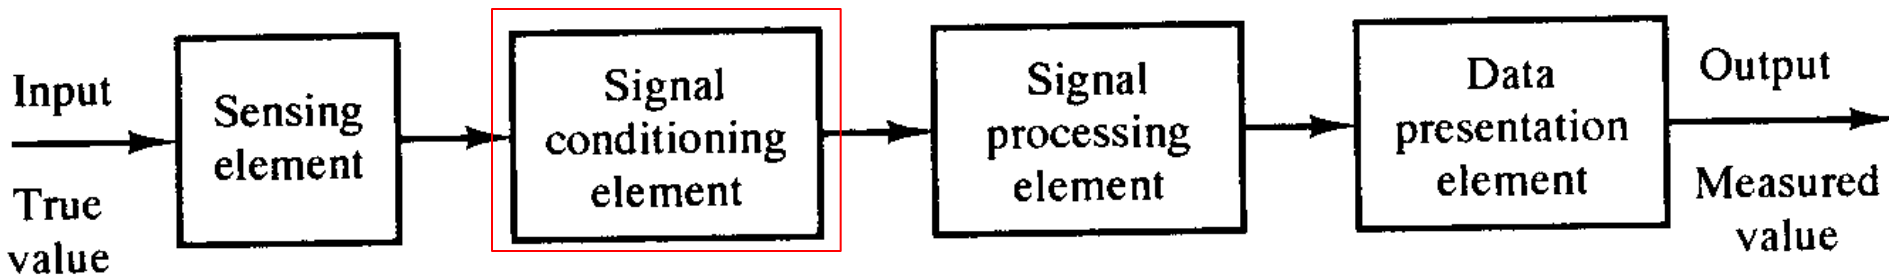 Input
True
value
Sensing
element
Signal
conditioning
element
Signal
processing
element
Data
presentation
element
Output
Measured
value